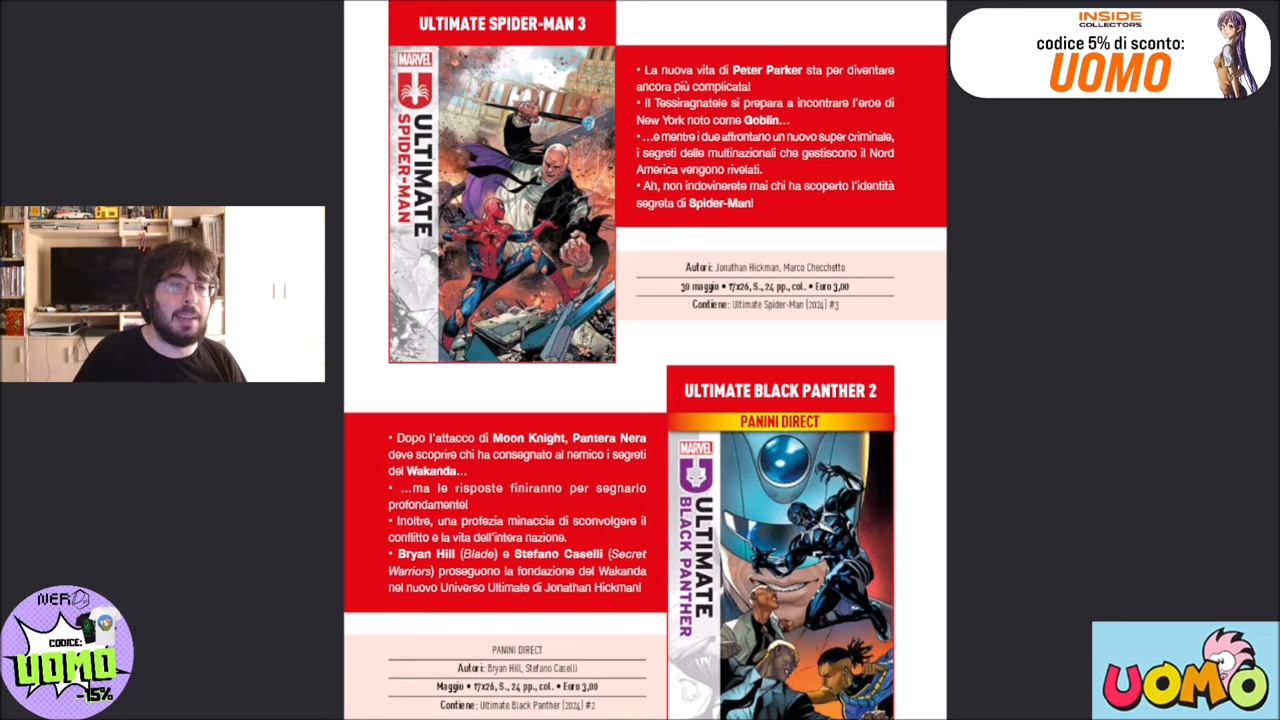 ULTIMATE SPIDER-MAN 3
MARVEL
ULTIMATE
SPIDER-MAN
• La nuova vita di Peter Parker sta per diventare
ancora più complicata!
• Il Tessiragnatele si prepara a incontrare l'eroe di
New York noto come Goblin...
• ...e mentre i due affrontano un nuovo super criminale,
i segreti delle multinazionali che gestiscono il Nord
America vengono rivelati.
• Ah, non indovinerete mai chi ha scoperto l'identità
segreta di Spider-Man!
Autori: Jonathan Hickman, Marco Checchetto
30 maggio • 17x26, S., 24 pp., col. • Euro 3,00
Contiene: Ultimate Spider-Man (2024) #3
INSIDE
COLLECTORS
codice 5% di sconto:
UOMO
ULTIMATE BLACK PANTHER 2
PANINI DIRECT
MARVEL
ULTIMATE
BLACK PANTHER
• Dopo l'attacco di Moon Knight, Pantera Nera
deve scoprire chi ha consegnato al nemico i segreti
del Wakanda...
• ...ma le risposte finiranno per segnarlo
profondamente!
• Inoltre, una profezia minaccia di sconvolgere il
conflitto e la vita dell'intera nazione.
• Bryan Hill (Blade) e Stefano Caselli (Secret
Warriors) proseguono la fondazione del Wakanda
nel nuovo Universo Ultimate di Jonathan Hickman!
PANINI DIRECT
Autori: Bryan Hill, Stefano Caselli
Maggio • 17x26, S., 24 pp., col. • Euro 3,00
Contiene: Ultimate Black Panther (2024) #2
NERD
CODICE:
UOMO
-15%
UOMO